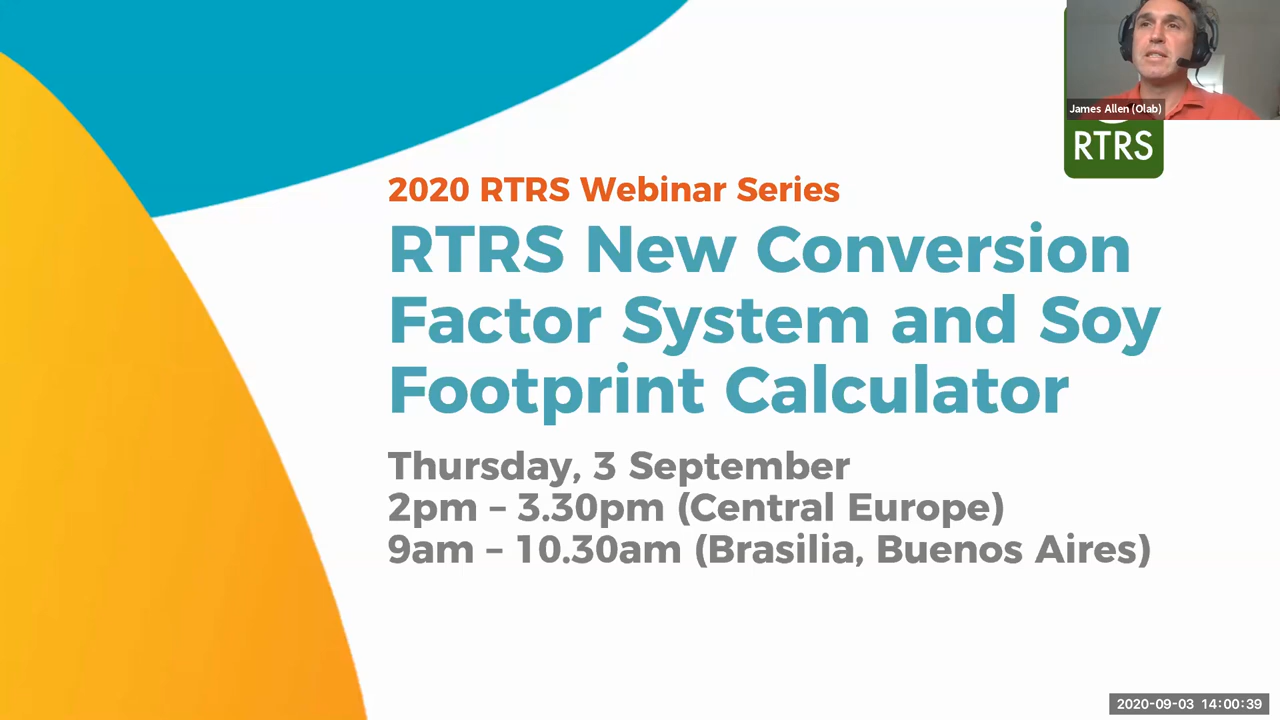 James Allen (Olab)
RTRS
2020 RTRS Webinar Series
RTRS New Conversion
Factor System and Soy
Footprint Calculator
Thursday, 3 September
2pm – 3.30pm (Central Europe)
9am – 10.30am (Brasilia, Buenos Aires)
2020-09-03 14:00:39